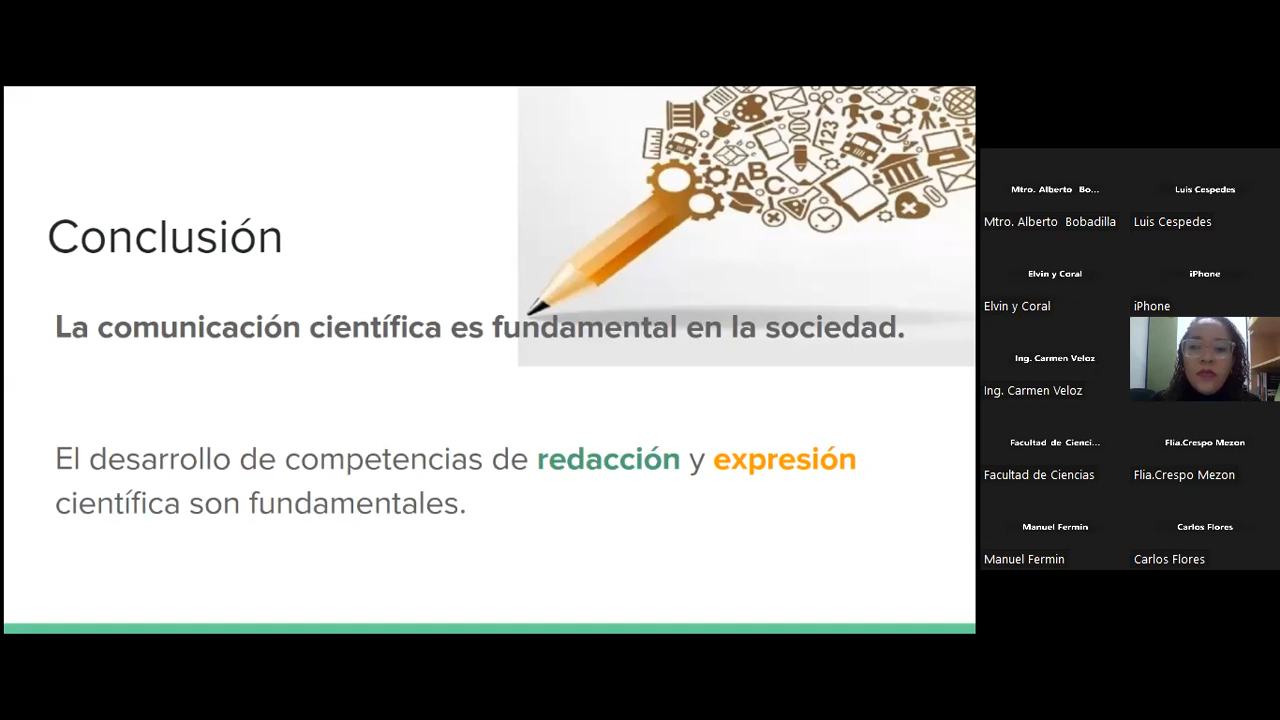 Conclusión
La comunicación científica es fundamental en la sociedad.
El desarrollo de competencias de redacción y expresión
científica son fundamentales.
ABC
123
Mtro. Alberto Bo...
Mtro. Alberto Bobadilla
Luis Cespedes
Luis Cespedes
Elvin y Coral
Elvin y Coral
iPhone
iPhone
Ing. Carmen Veloz
Ing. Carmen Veloz
Facultad de Cienci...
Facultad de Ciencias
Flia.Crespo Mezon
Flia.Crespo Mezon
Manuel Fermin
Manuel Fermin
Carlos Flores
Carlos Flores